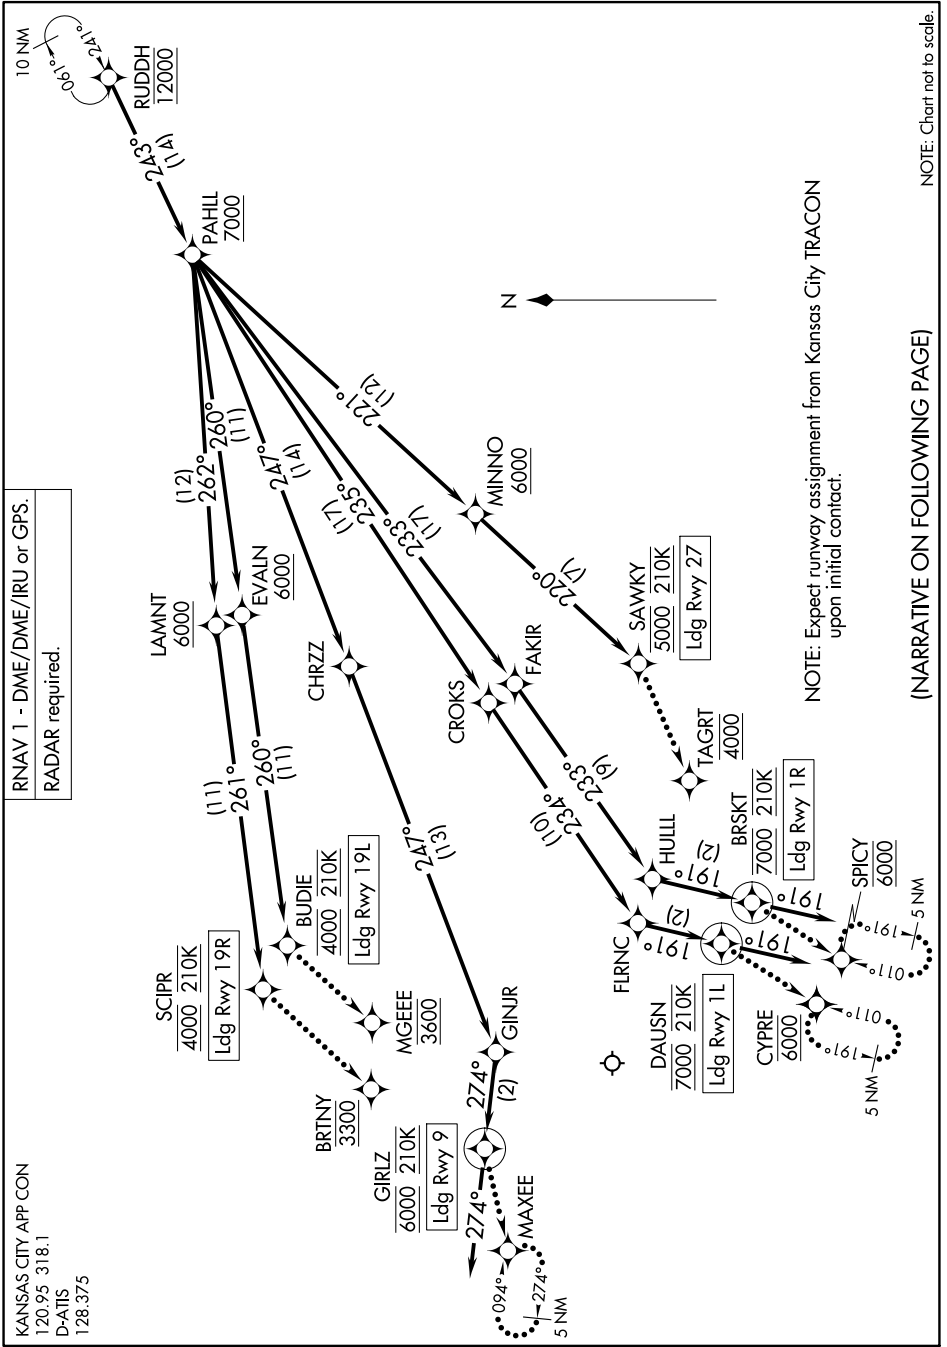 KANSAS CITY APP CON
120.95 318.1
D-ATIS
128.375
RNAV 1 - DME/DME/IRU or GPS.
RADAR required.
10 NM
241°
061°
RUDDH
12000
243°
(14)
PAHLL
7000
(12)
262°
260°
(11)
LAMNT
6000
EVALN
6000
(11)
261°
260°
(11)
SCIPR
4000 210K
Ldg Rwy 19R
BUDIE
4000 210K
Ldg Rwy 19L
BRTNY
3300
MGEEE
3600
247°
(14)
CHRZZ
247°
(13)
GINJR
274°
(2)
GIRLZ
6000 210K
Ldg Rwy 9
274°
MAXEE
094°
274°
5 NM
235°
(17)
233°
(17)
CROKS
FAKIR
234°
(10)
233°
(9)
FLRNC
HULLL
191°
(2)
191°
(2)
DAUSN
7000 210K
Ldg Rwy 1L
BRSKT
7000 210K
Ldg Rwy 1R
191°
191°
CYPRE
6000
191°
011°
5 NM
SPICY
6000
191°
011°
5 NM
221°
(12)
MINNO
6000
220°
(7)
SAWKY
5000 210K
Ldg Rwy 27
TAGRT
4000
N
NOTE: Expect runway assignment from Kansas City TRACON
upon initial contact.
(NARRATIVE ON FOLLOWING PAGE)
NOTE: Chart not to scale.